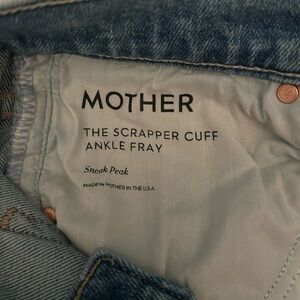 MOTHER
THE SCRAPPER CUFF
ANKLE FRAY
Sneak Peak
MADE by MOTHER IN THE U.S.A.